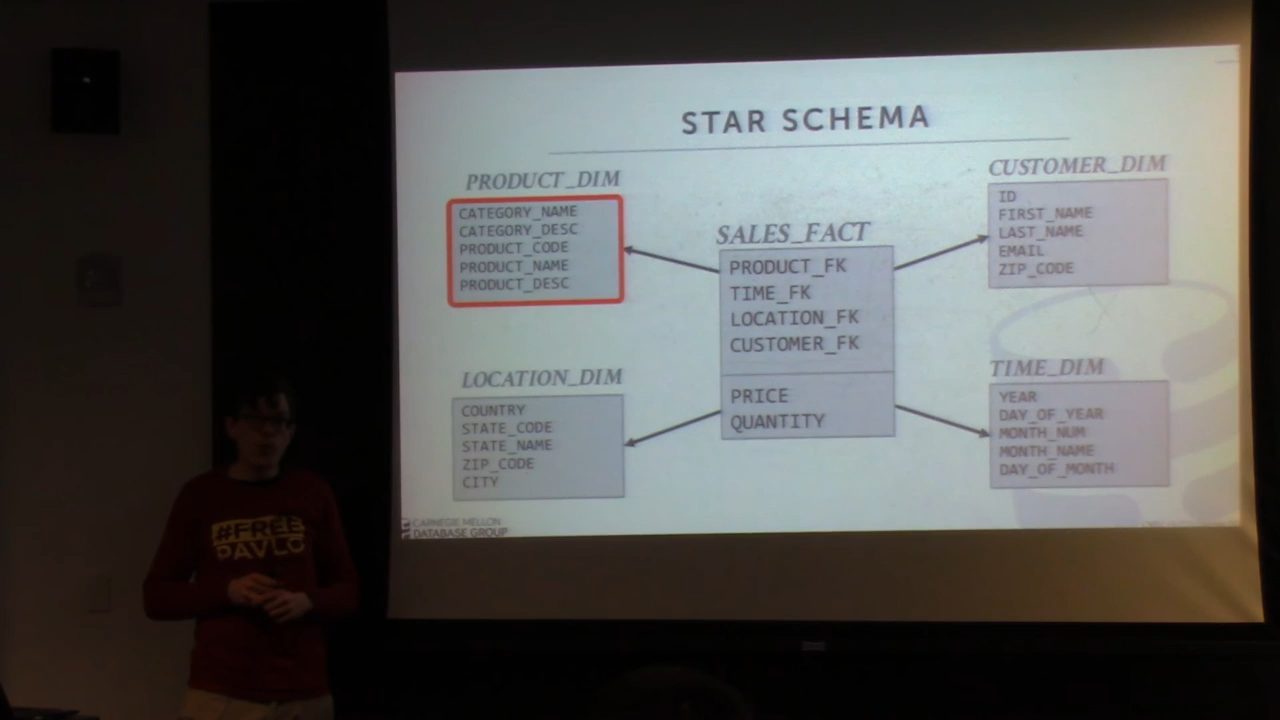 STAR SCHEMA
PRODUCT_DIM
CATEGORY_NAME
CATEGORY_DESC
PRODUCT_CODE
PRODUCT_NAME
PRODUCT_DESC
SALES_FACT
PRODUCT_FK
TIME_FK
LOCATION_FK
CUSTOMER_FK
PRICE
QUANTITY
CUSTOMER_DIM
ID
FIRST_NAME
LAST_NAME
EMAIL
ZIP_CODE
LOCATION_DIM
COUNTRY
STATE_CODE
STATE_NAME
ZIP_CODE
CITY
TIME_DIM
YEAR
DAY_OF_YEAR
MONTH_NUM
MONTH_NAME
DAY_OF_MONTH
CARNEGIE MELLON
DATABASE GROUP
#FREE
PAVLO